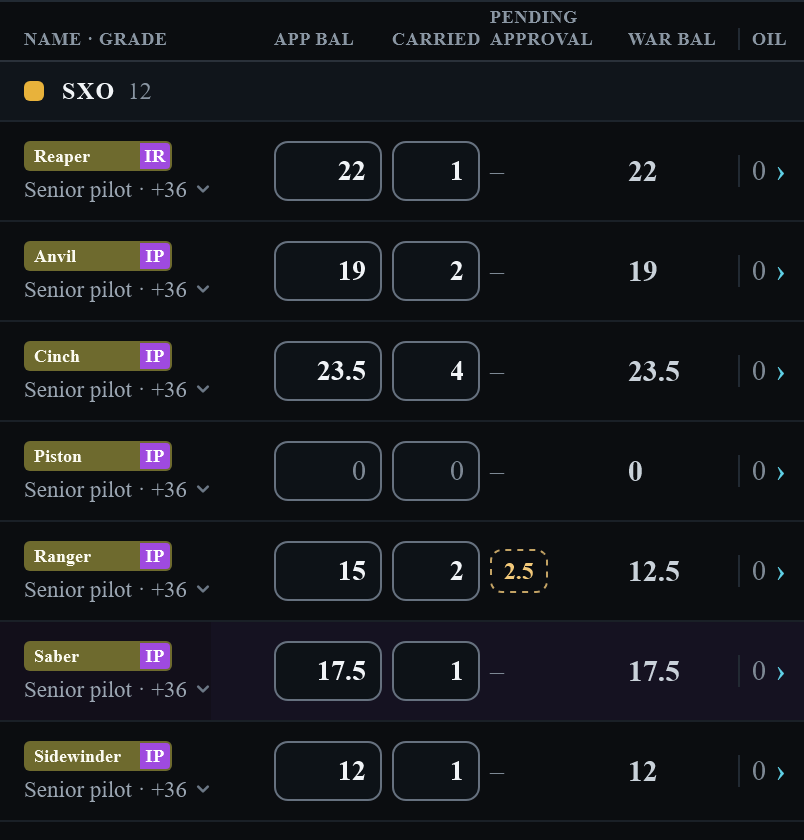 PENDING
NAME · GRADE APP BAL CARRIED APPROVAL WAR BAL OIL
SXO 12
Reaper IR 22 1 – 22 0 ›
Senior pilot · +36
Anvil IP 19 2 – 19 0 ›
Senior pilot · +36
Cinch IP 23.5 4 – 23.5 0 ›
Senior pilot · +36
Piston IP 0 0 – 0 0 ›
Senior pilot · +36
Ranger IP 15 2 2.5 12.5 0 ›
Senior pilot · +36
Saber IP 17.5 1 – 17.5 0 ›
Senior pilot · +36
Sidewinder IP 12 1 – 12 0 ›
Senior pilot · +36